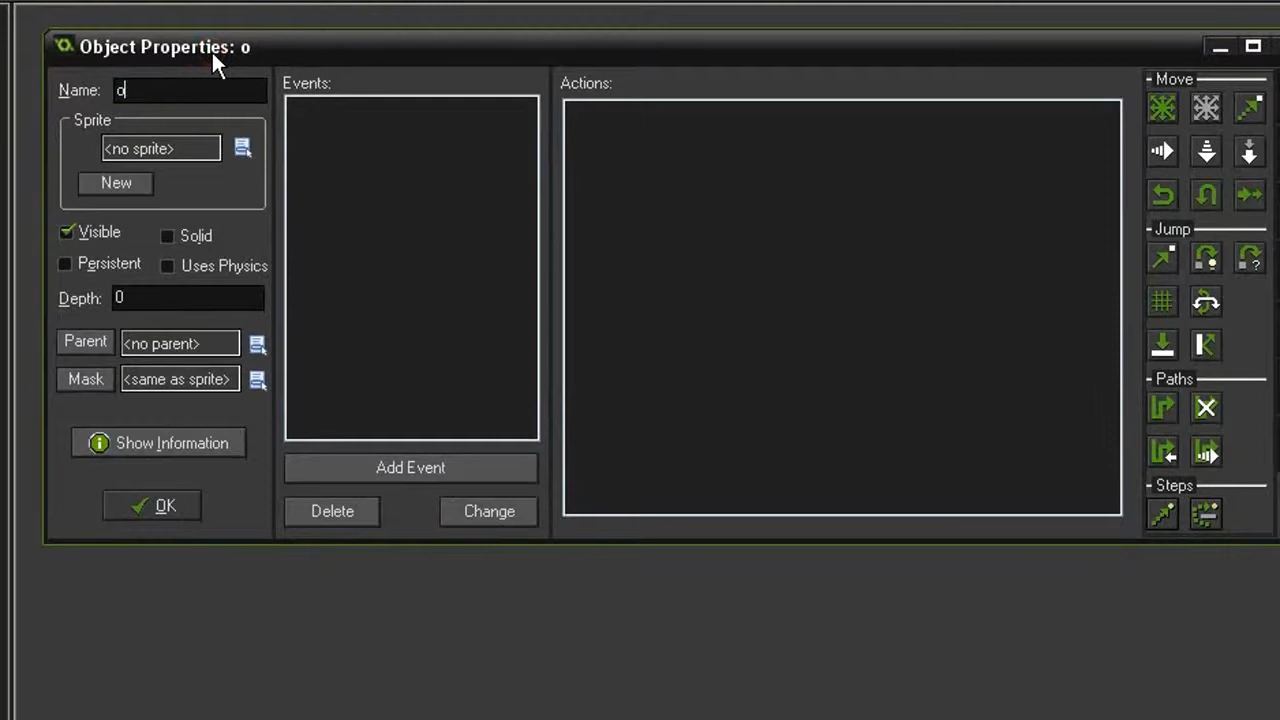 Object Properties: o
Name: o
Sprite
<no sprite>
New
Visible
Solid
Persistent
Uses Physics
Depth: 0
Parent
<no parent>
Mask
<same as sprite>
Show Information
OK
Events:
Add Event
Delete
Change
Actions:
Move
Jump
?
Paths
Steps